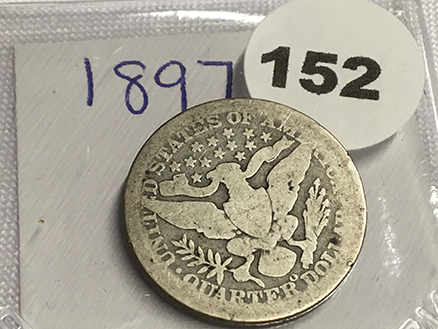 1897
152
UNITED STATES OF AMERICA
· QUARTER DOLLAR ·